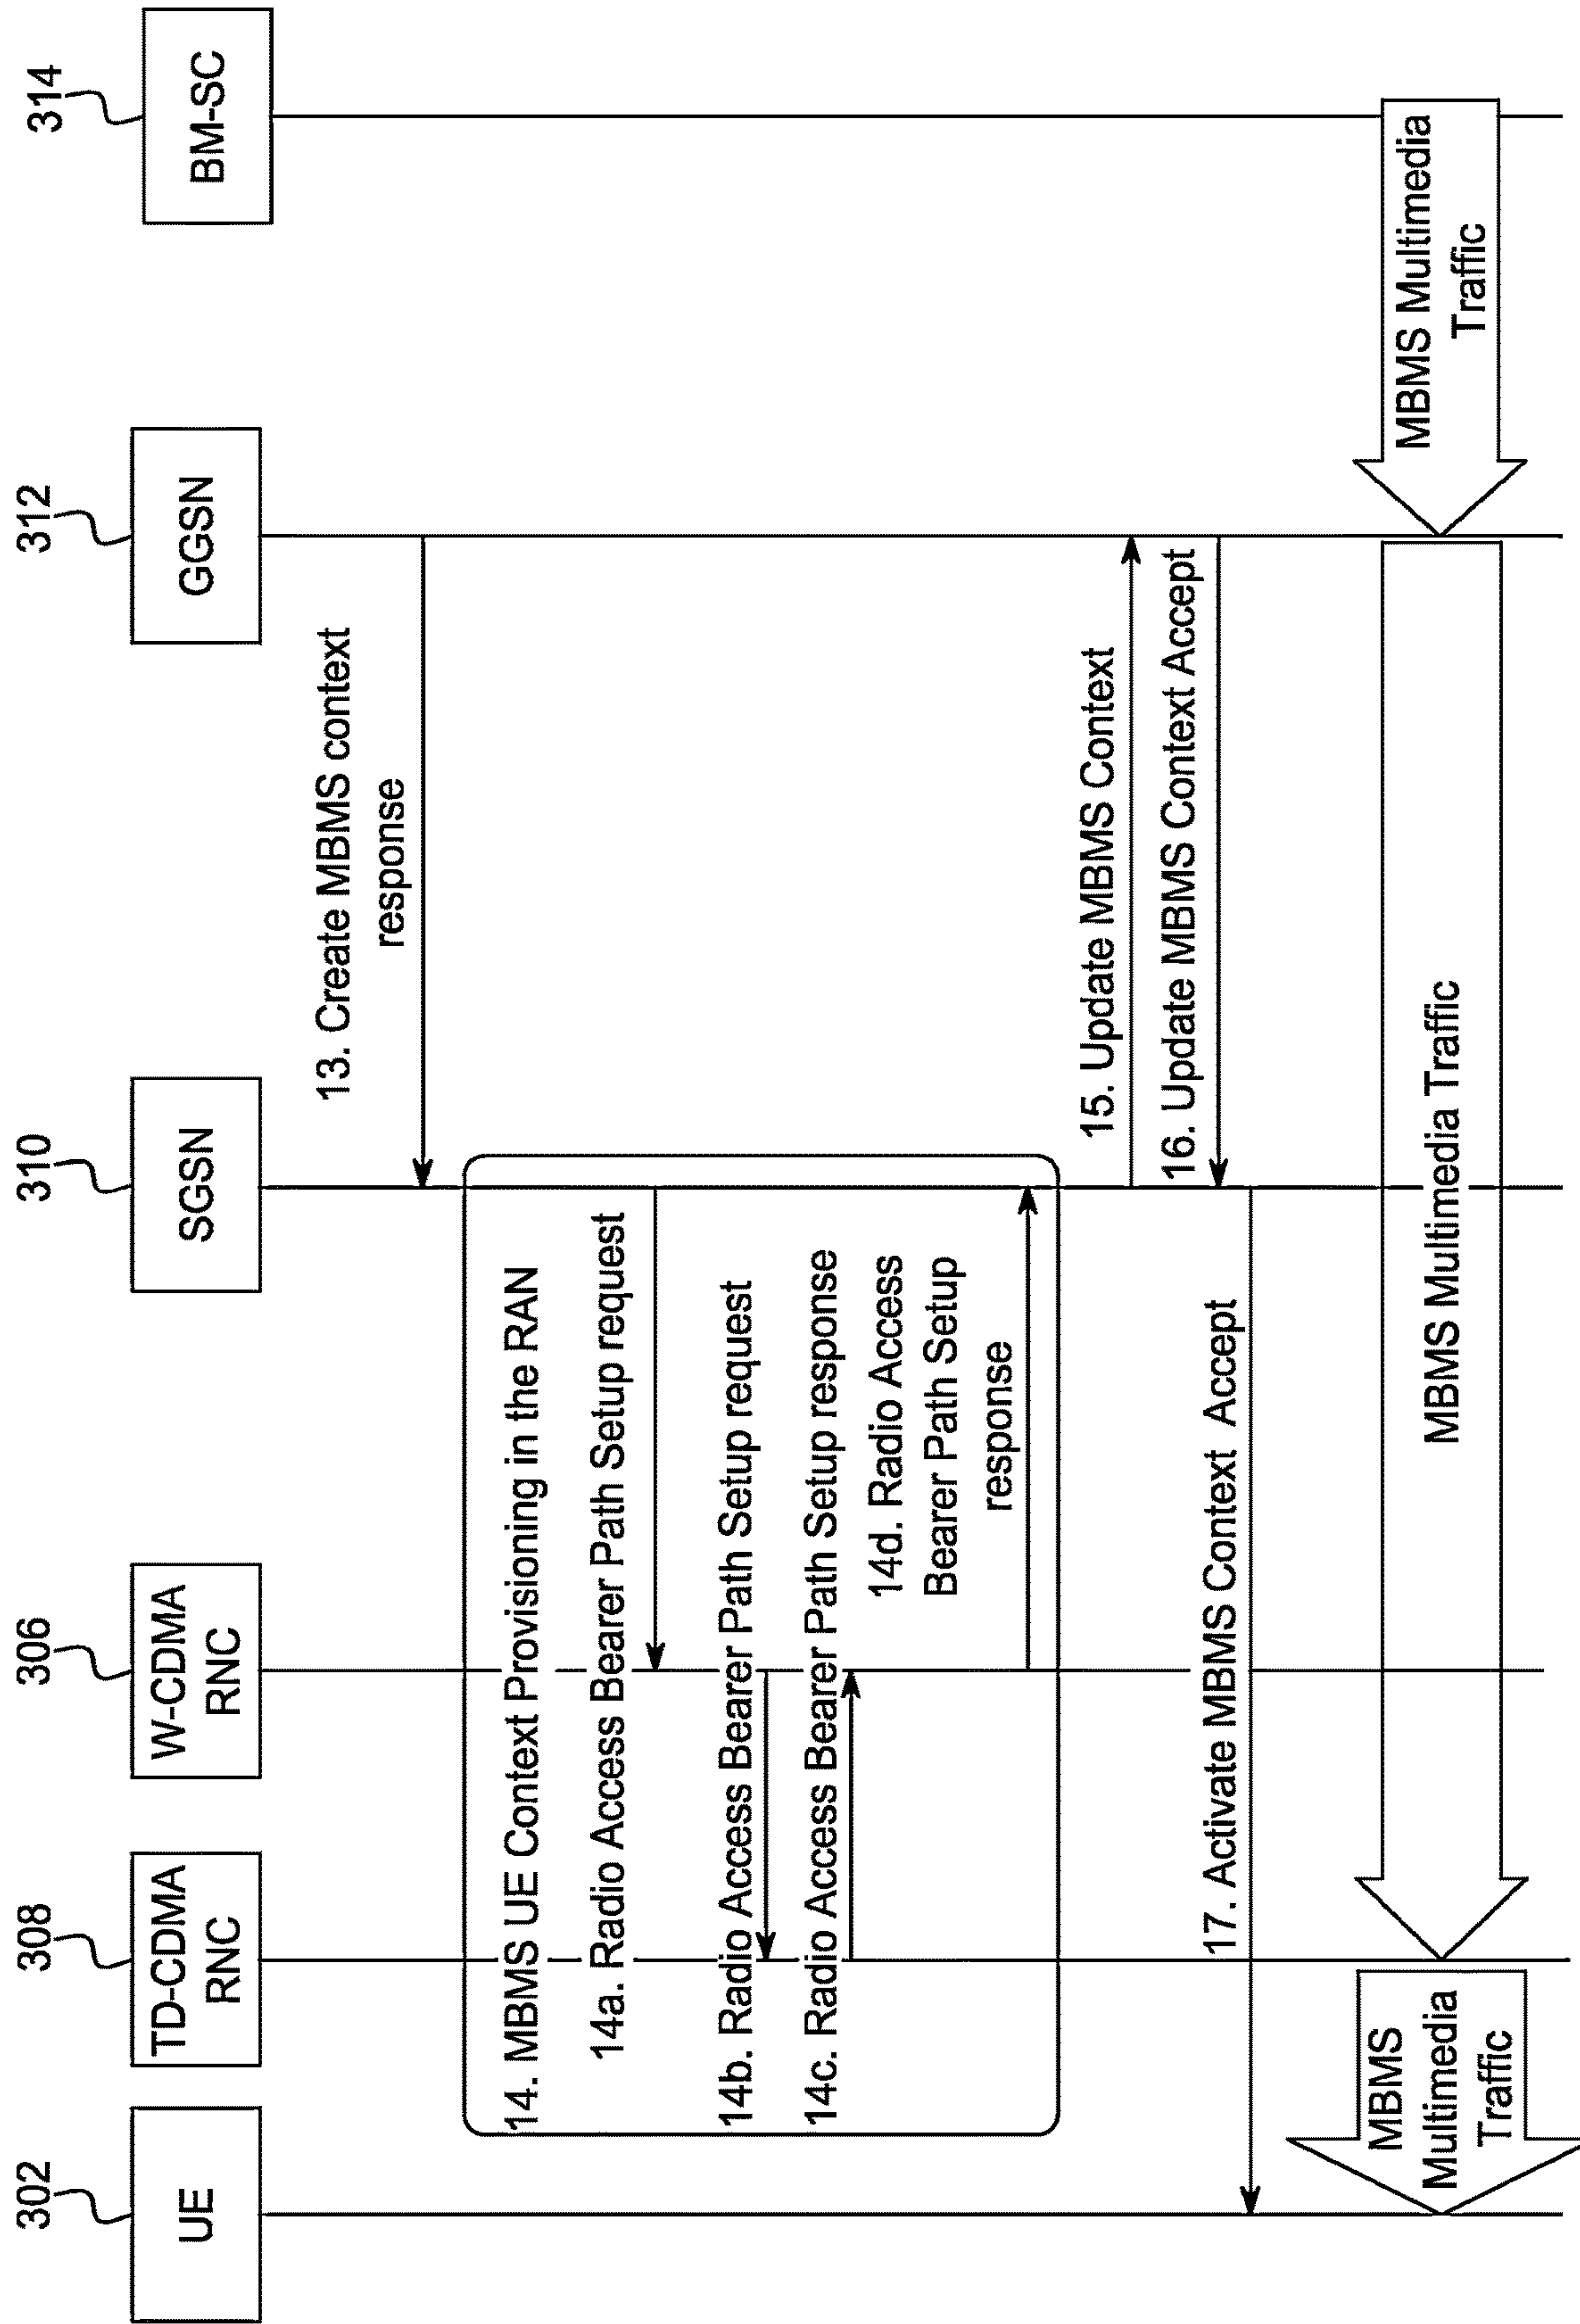 302
308
306
310
312
314
UE
TD-CDMA
RNC
W-CDMA
RNC
SGSN
GGSN
BM-SC
13. Create MBMS context
response
14. MBMS UE Context Provisioning in the RAN
14a. Radio Access Bearer Path Setup request
14b. Radio Access Bearer Path Setup request
14c. Radio Access Bearer Path Setup response
14d. Radio Access
Bearer Path Setup
response
15. Update MBMS Context
16. Update MBMS Context Accept
17. Activate MBMS Context Accept
MBMS
Multimedia
Traffic
MBMS Multimedia Traffic
MBMS Multimedia
Traffic